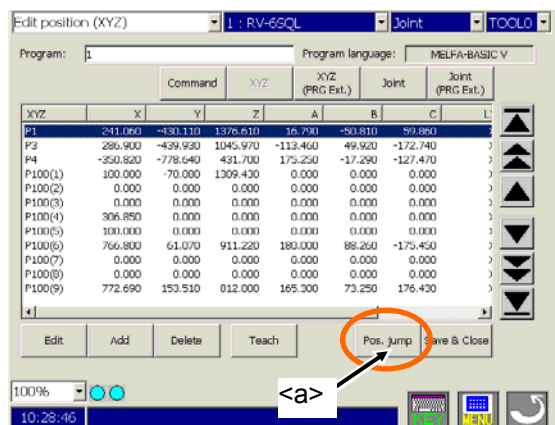 Edit position (XYZ) 1 : RV-6SQL Joint TOOL0
Program: 1 Program language: MELFA-BASIC V
Command XYZ XYZ (PRG Ext.) Joint Joint (PRG Ext.)
XYZ X Y Z A B C L
P1 241.060 -430.110 1376.610 16.790 -50.810 59.860
P3 286.900 -439.930 1045.970 -113.460 49.920 -172.740
P4 -350.820 -778.640 431.700 175.250 -17.290 -127.470
P100(1) 100.000 -70.000 1309.430 0.000 0.000 0.000
P100(2) 0.000 0.000 0.000 0.000 0.000 0.000
P100(3) 0.000 0.000 0.000 0.000 0.000 0.000
P100(4) 306.850 0.000 0.000 0.000 0.000 0.000
P100(5) 100.000 0.000 0.000 0.000 0.000 0.000
P100(6) 766.800 61.070 911.220 180.000 88.260 -175.450
P100(7) 0.000 0.000 0.000 0.000 0.000 0.000
P100(8) 0.000 0.000 0.000 0.000 0.000 0.000
P100(9) 772.690 153.510 812.000 165.300 73.250 176.430
Edit Add Delete Teach Pos. jump Save & Close
<a>
100%
10:28:46 KEY MENU